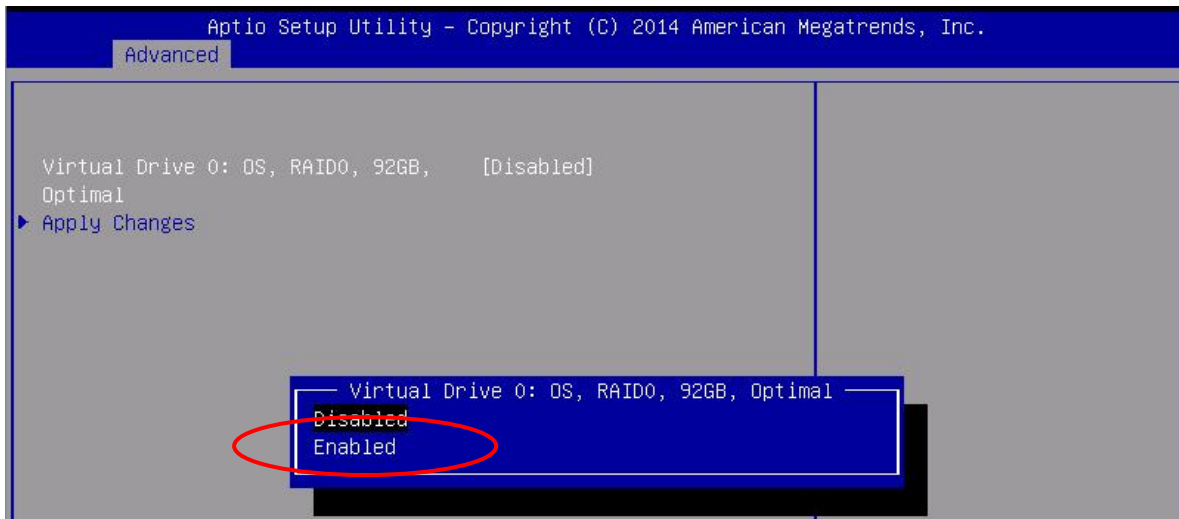 Aptio Setup Utility – Copyright (C) 2014 American Megatrends, Inc.
Advanced
Virtual Drive 0: OS, RAID0, 92GB, [Disabled]
Optimal
Apply Changes
Virtual Drive 0: OS, RAID0, 92GB, Optimal
Disabled
Enabled